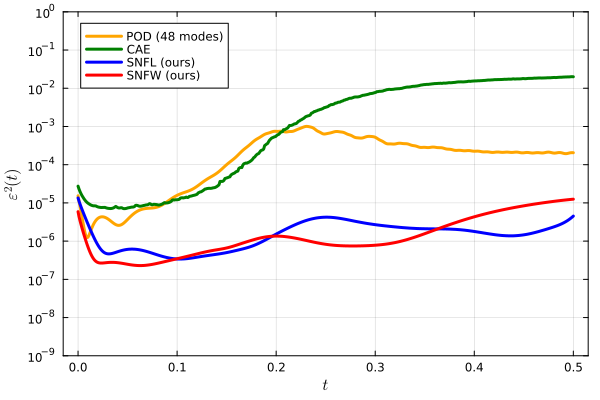 POD (48 modes)
CAE
SNFL (ours)
SNFW (ours)
10⁰
10⁻¹
10⁻²
10⁻³
10⁻⁴
10⁻⁵
10⁻⁶
10⁻⁷
10⁻⁸
10⁻⁹
ε²(t)
0.0 0.1 0.2 0.3 0.4 0.5
t